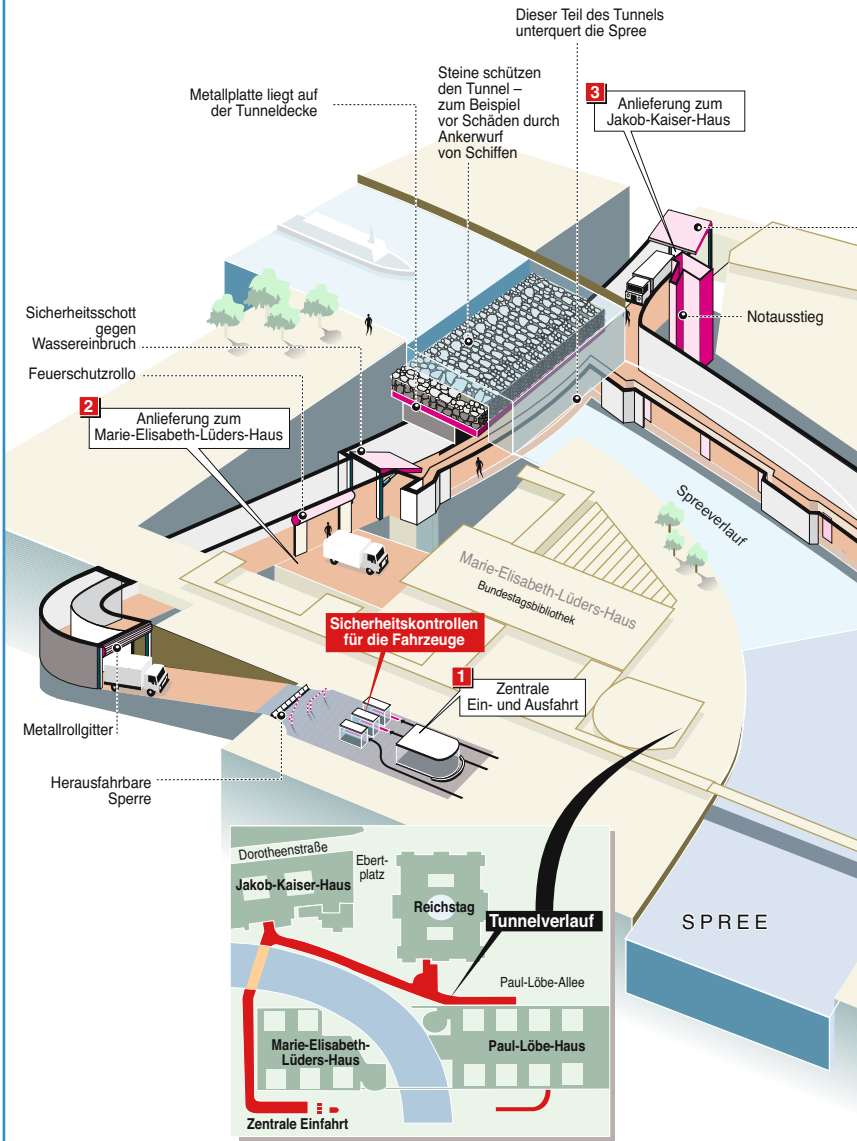 Dieser Teil des Tunnels
unterquert die Spree
Metallplatte liegt auf
der Tunneldecke
Steine schützen
den Tunnel –
zum Beispiel
vor Schäden durch
Ankerwurf
von Schiffen
3
Anlieferung zum
Jakob-Kaiser-Haus
Sicherheitsschott
gegen
Wassereinbruch
Notausstieg
Feuerschutzrollo
2
Anlieferung zum
Marie-Elisabeth-Lüders-Haus
Spreeverlauf
Marie-Elisabeth-Lüders-Haus
Bundestagsbibliothek
Sicherheitskontrollen
für die Fahrzeuge
1
Zentrale
Ein- und Ausfahrt
Metallrollgitter
Herausfahrbare
Sperre
SPREE
Dorotheenstraße
Ebert-
platz
Jakob-Kaiser-Haus
Reichstag
Tunnelverlauf
Paul-Löbe-Allee
Marie-Elisabeth-
Lüders-Haus
Paul-Löbe-Haus
Zentrale Einfahrt